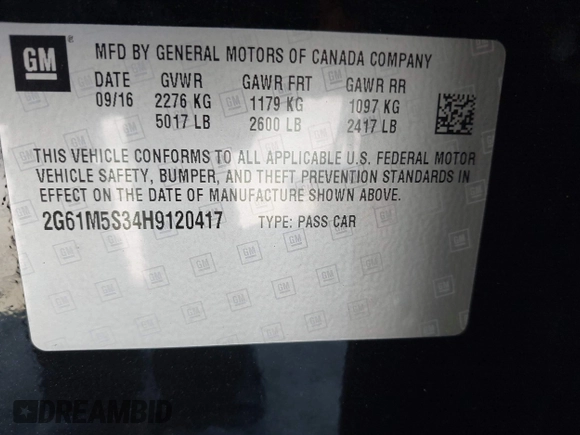 GM
MFD BY GENERAL MOTORS OF CANADA COMPANY
DATE GVWR GAWR FRT GAWR RR
09/16 2276 KG 1179 KG 1097 KG
5017 LB 2600 LB 2417 LB
THIS VEHICLE CONFORMS TO ALL APPLICABLE U.S. FEDERAL MOTOR
VEHICLE SAFETY, BUMPER, AND THEFT PREVENTION STANDARDS IN
EFFECT ON THE DATE OF MANUFACTURE SHOWN ABOVE.
2G61M5S34H9120417 TYPE: PASS CAR
DREAMBID